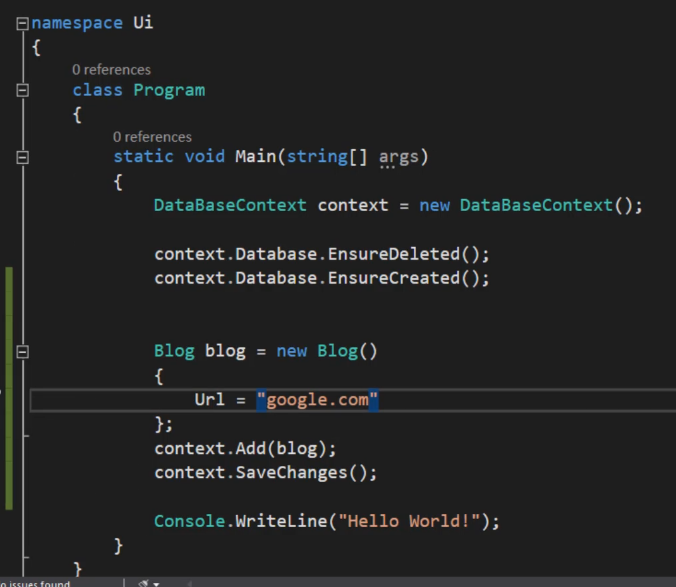 namespace Ui
{
0 references
class Program
{
0 references
static void Main(string[] args)
{
DataBaseContext context = new DataBaseContext();
context.Database.EnsureDeleted();
context.Database.EnsureCreated();
Blog blog = new Blog()
{
Url = "google.com"
};
context.Add(blog);
context.SaveChanges();
Console.WriteLine("Hello World!");
}
}
issues found